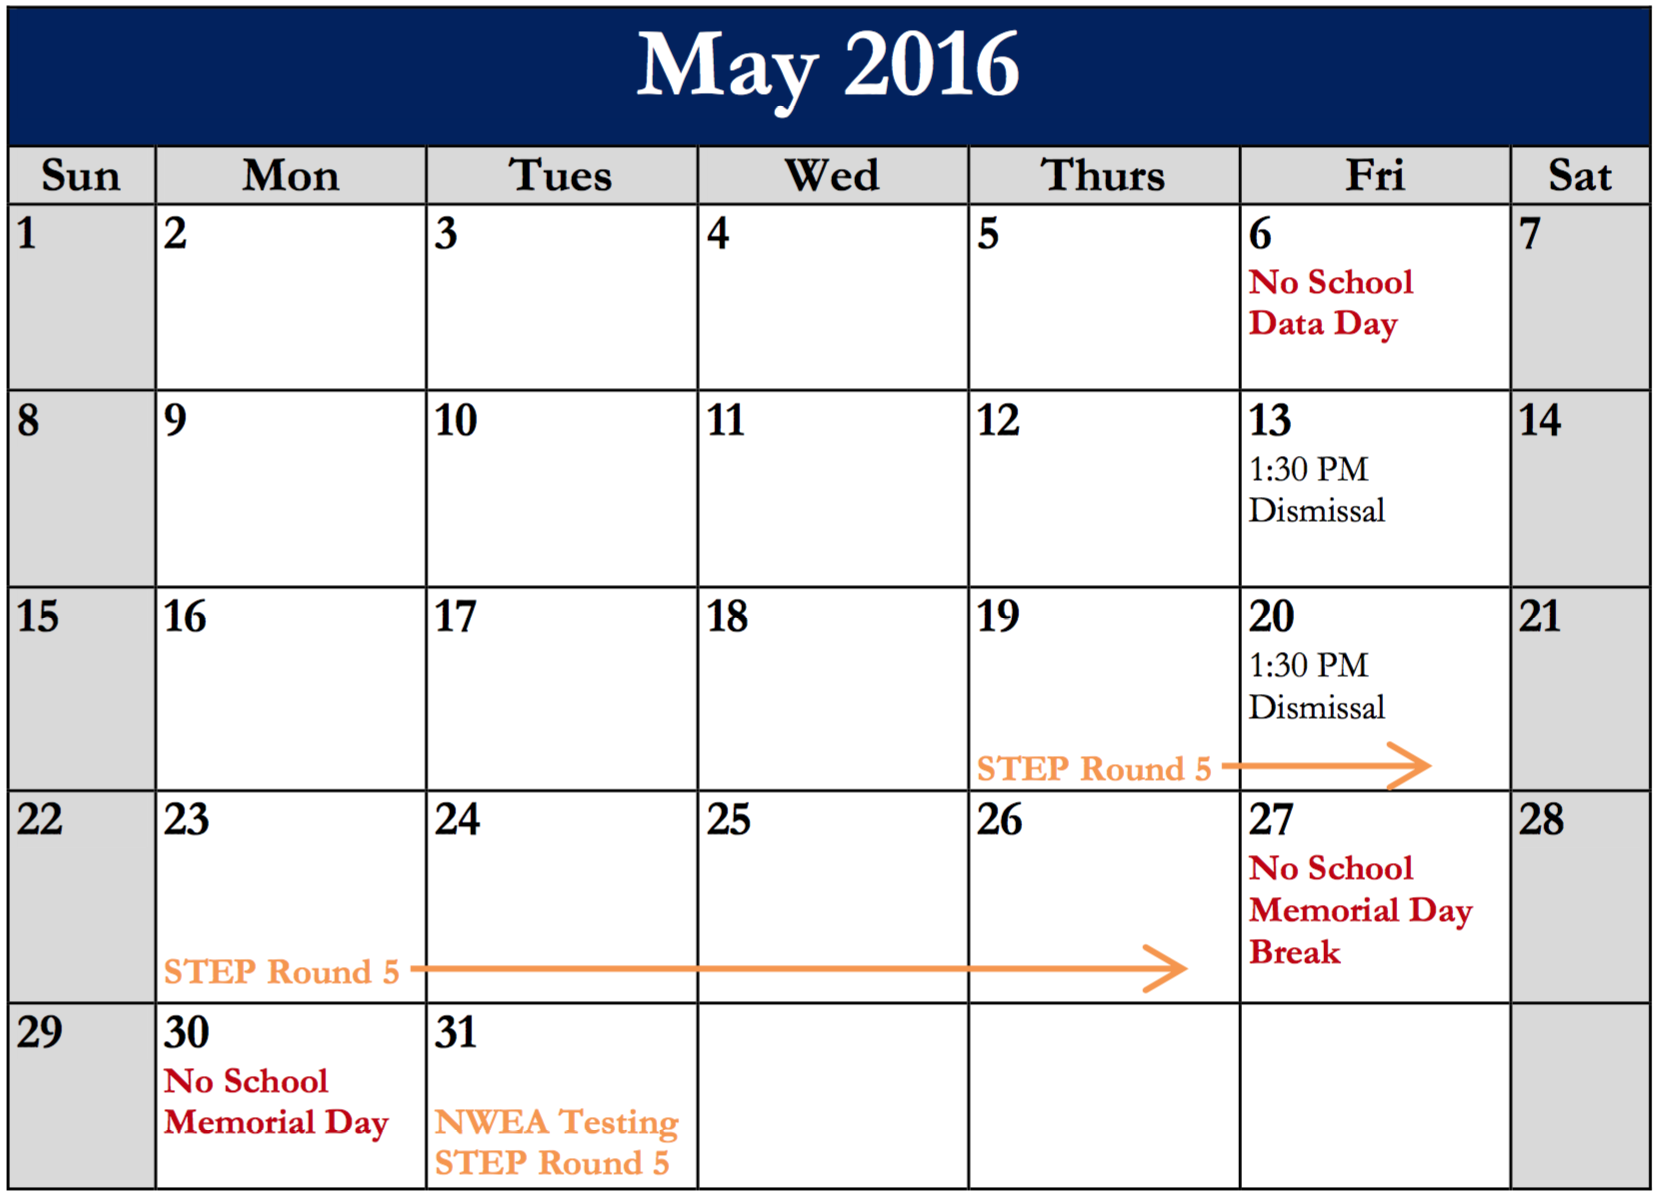 May 2016
Sun Mon Tues Wed Thurs Fri Sat
1 2 3 4 5 6 7
No School
Data Day
8 9 10 11 12 13 14
1:30 PM
Dismissal
15 16 17 18 19 20 21
1:30 PM
Dismissal
STEP Round 5
22 23 24 25 26 27 28
No School
Memorial Day
Break
STEP Round 5
29 30 31
No School
Memorial Day
NWEA Testing
STEP Round 5